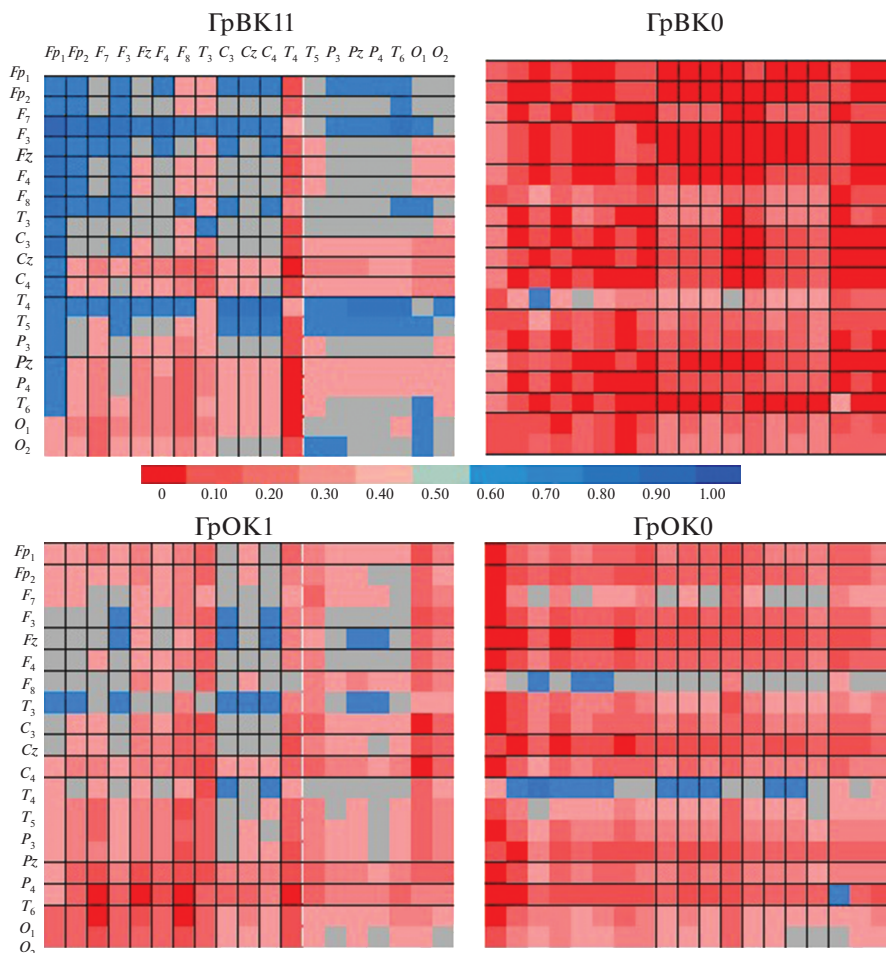 ГрВК11 ГрВК0
Fp1 Fp2 F7 F3 Fz F4 F8 T3 C3 Cz C4 T4 T5 P3 Pz P4 T6 O1 O2
Fp1
Fp2
F7
F3
Fz
F4
F8
T3
C3
Cz
C4
T4
T5
P3
Pz
P4
T6
O1
O2
0 0.10 0.20 0.30 0.40 0.50 0.60 0.70 0.80 0.90 1.00
ГрОК1 ГрОК0
Fp1
Fp2
F7
F3
Fz
F4
F8
T3
C3
Cz
C4
T4
T5
P3
Pz
P4
T6
O1
O2